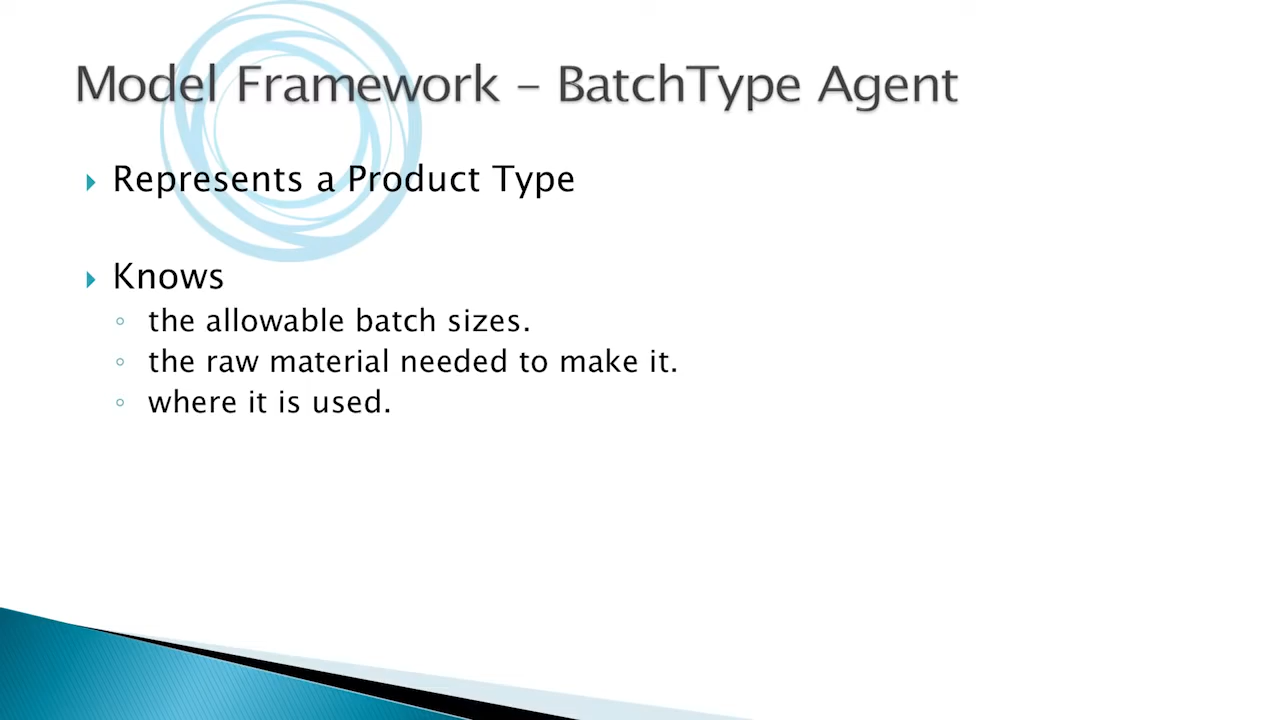 Model Framework – BatchType Agent
Represents a Product Type
Knows
the allowable batch sizes.
the raw material needed to make it.
where it is used.